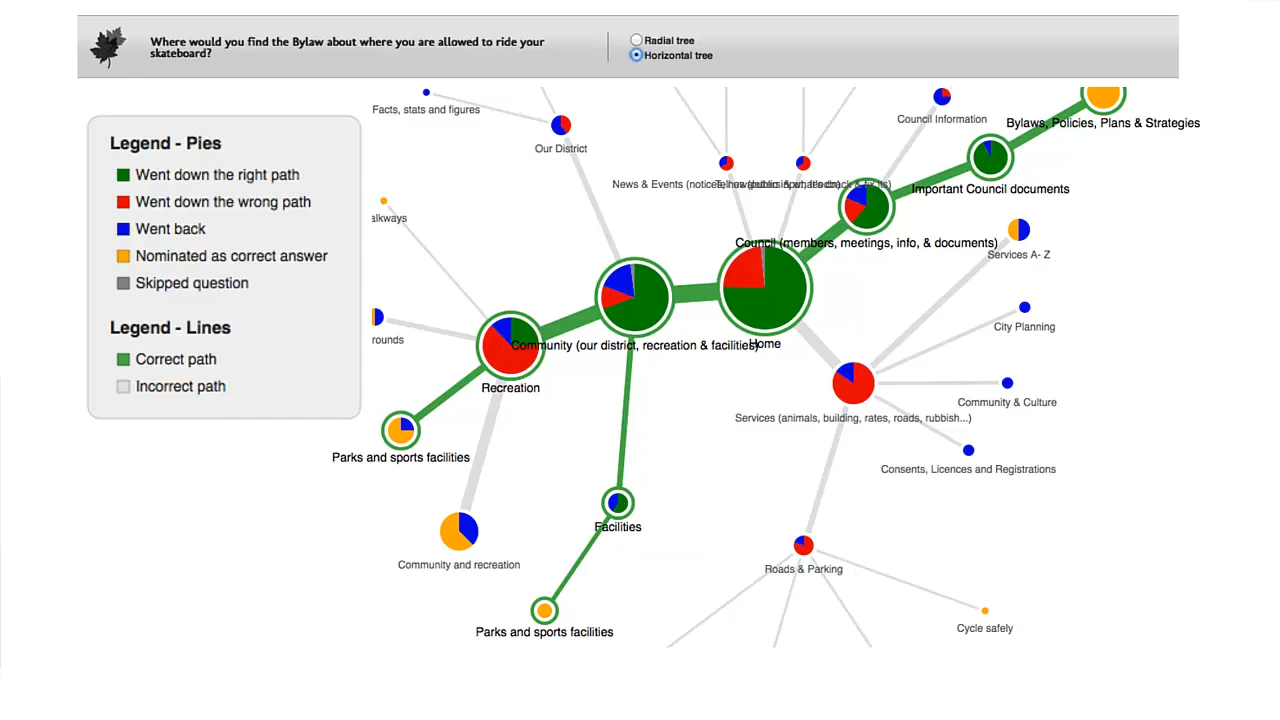 Where would you find the Bylaw about where you are allowed to ride your
skateboard?
Radial tree
Horizontal tree
Legend - Pies
Went down the right path
Went down the wrong path
Went back
Nominated as correct answer
Skipped question
Legend - Lines
Correct path
Incorrect path
Facts, stats and figures
Our District
Council Information
Bylaws, Policies, Plans & Strategies
News & Events (notices,
Important Council documents
alkways
Council (members, meetings, info, & documents)
Services A- Z
City Planning
rounds
Community (our district, recreation & facilities)
Home
Recreation
Community & Culture
Services (animals, building, rates, roads, rubbish...)
Parks and sports facilities
Consents, Licences and Registrations
Facilities
Community and recreation
Roads & Parking
Parks and sports facilities
Cycle safely